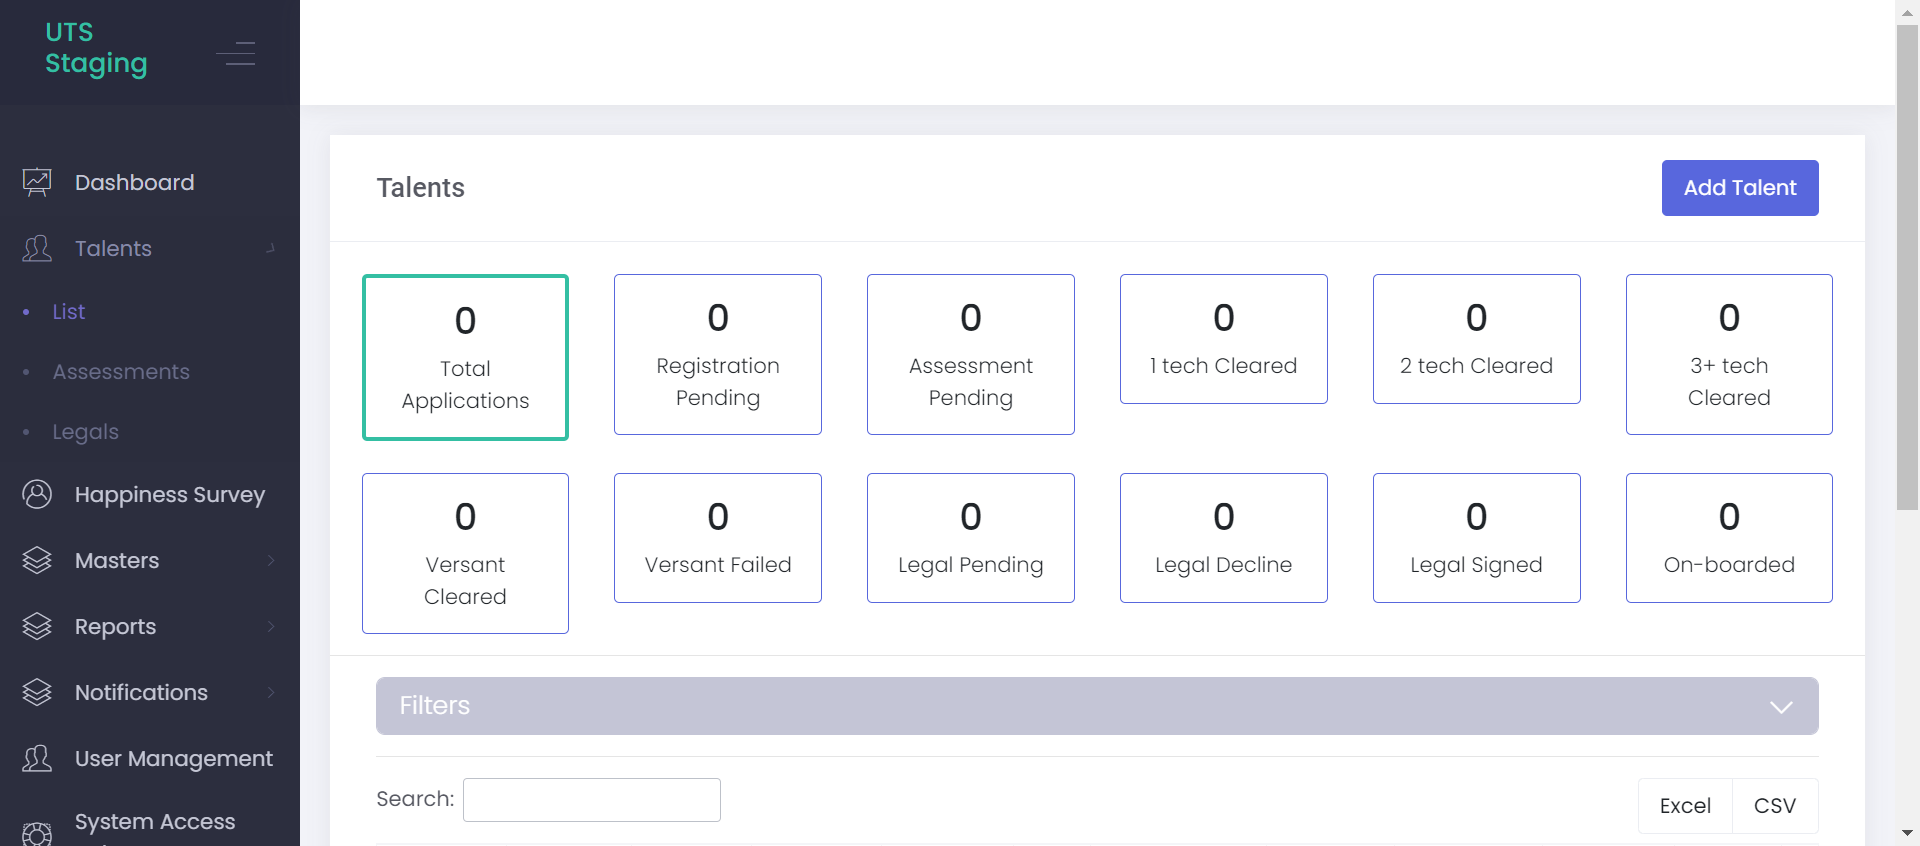 UTS
Staging
Dashboard
Talents
List
Assessments
Legals
Happiness Survey
Masters
Reports
Notifications
User Management
System Access
Talents
Add Talent
0
Total
Applications
0
Registration
Pending
0
Assessment
Pending
0
1 tech Cleared
0
2 tech Cleared
0
3+ tech
Cleared
0
Versant
Cleared
0
Versant Failed
0
Legal Pending
0
Legal Decline
0
Legal Signed
0
On-boarded
Filters
Search:
Excel
CSV